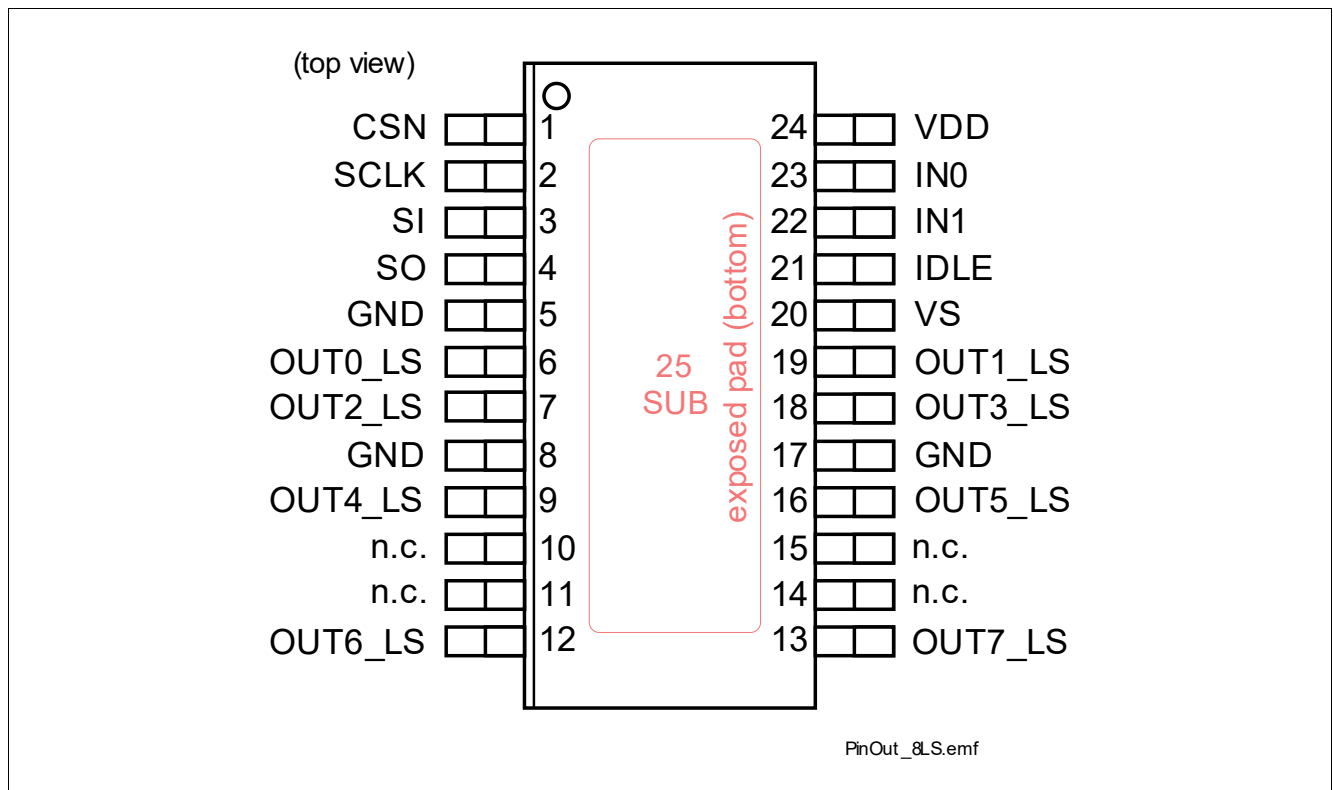 (top view)
CSN 1 24 VDD
SCLK 2 23 IN0
SI 3 22 IN1
SO 4 21 IDLE
GND 5 20 VS
OUT0_LS 6 19 OUT1_LS
OUT2_LS 7 18 OUT3_LS
GND 8 17 GND
OUT4_LS 9 16 OUT5_LS
n.c. 10 15 n.c.
n.c. 11 14 n.c.
OUT6_LS 12 13 OUT7_LS
25
SUB
exposed pad (bottom)
PinOut_8LS.emf